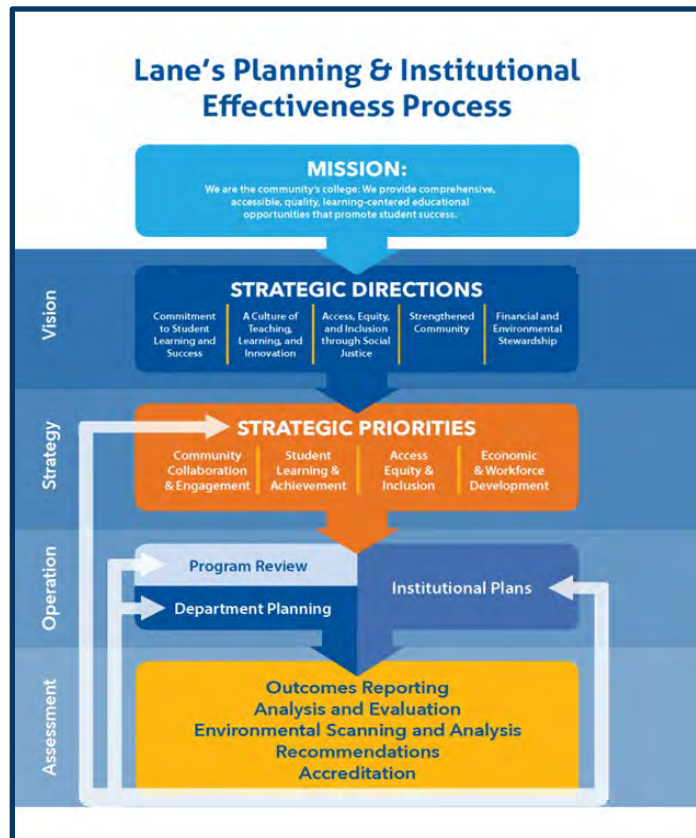 Lane's Planning & Institutional
Effectiveness Process
MISSION:
We are the community's college: We provide comprehensive,
accessible, quality, learning-centered educational
opportunities that promote student success.
Vision
STRATEGIC DIRECTIONS
Commitment
to Student
Learning and
Success
A Culture of
Teaching,
Learning, and
Innovation
Access, Equity,
and Inclusion
through Social
Justice
Strengthened
Community
Financial and
Environmental
Stewardship
Strategy
STRATEGIC PRIORITIES
Community
Collaboration
& Engagement
Student
Learning &
Achievement
Access
Equity &
Inclusion
Economic
& Workforce
Development
Operation
Program Review
Department Planning
Institutional Plans
Assessment
Outcomes Reporting
Analysis and Evaluation
Environmental Scanning and Analysis
Recommendations
Accreditation